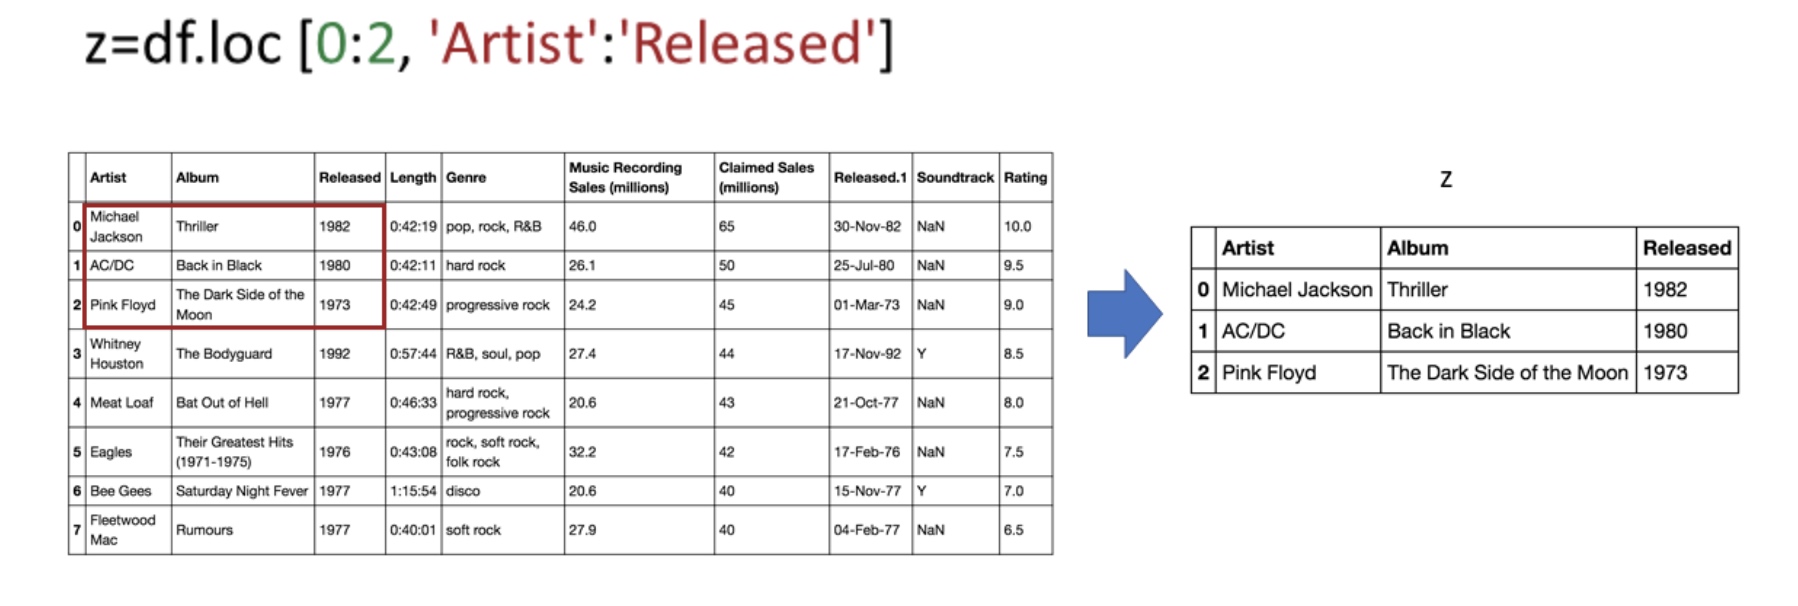 z=df.loc [0:2, 'Artist':'Released']
Artist Album Released Length Genre Music Recording Sales (millions) Claimed Sales (millions) Released.1 Soundtrack Rating
0 Michael Jackson Thriller 1982 0:42:19 pop, rock, R&B 46.0 65 30-Nov-82 NaN 10.0
1 AC/DC Back in Black 1980 0:42:11 hard rock 26.1 50 25-Jul-80 NaN 9.5
2 Pink Floyd The Dark Side of the Moon 1973 0:42:49 progressive rock 24.2 45 01-Mar-73 NaN 9.0
3 Whitney Houston The Bodyguard 1992 0:57:44 R&B, soul, pop 27.4 44 17-Nov-92 Y 8.5
4 Meat Loaf Bat Out of Hell 1977 0:46:33 hard rock, progressive rock 20.6 43 21-Oct-77 NaN 8.0
5 Eagles Their Greatest Hits (1971-1975) 1976 0:43:08 rock, soft rock, folk rock 32.2 42 17-Feb-76 NaN 7.5
6 Bee Gees Saturday Night Fever 1977 1:15:54 disco 20.6 40 15-Nov-77 Y 7.0
7 Fleetwood Mac Rumours 1977 0:40:01 soft rock 27.9 40 04-Feb-77 NaN 6.5
z
Artist Album Released
0 Michael Jackson Thriller 1982
1 AC/DC Back in Black 1980
2 Pink Floyd The Dark Side of the Moon 1973